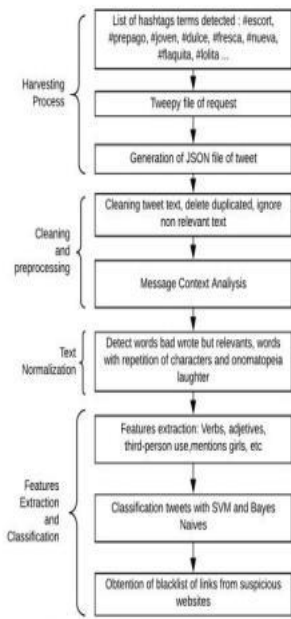 List of hashtags terms detected : #escort,
#prepago, #joven, #dulce, #fresca, #nueva,
#flaquita, #lolita ...
Harvesting
Process
Tweepy file of request
Generation of JSON file of tweet
Cleaning
and
preprocessing
Cleaning tweet text, delete duplicated, ignore
non relevant text
Message Context Analysis
Text
Normalization
Detect words bad wrote but relevants, words
with repetition of characters and onomatopeia
laughter
Features
Extraction
and
Classification
Features extraction: Verbs, adjetives,
third-person use,mentions girls, etc
Classification tweets with SVM and Bayes
Naives
Obtention of blacklist of links from suspicious
websites